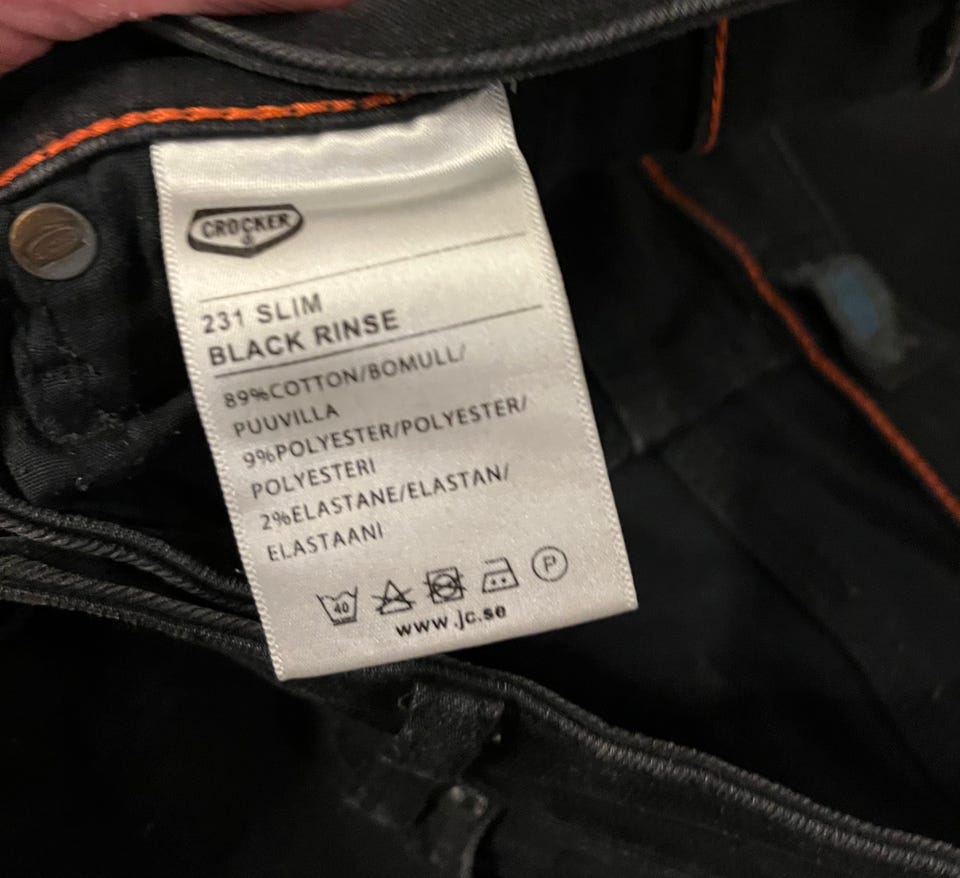 CROCKER
231 SLIM
BLACK RINSE
89%COTTON/BOMULL/
PUUVILLA
9%POLYESTER/POLYESTER/
POLYESTERI
2%ELASTANE/ELASTAN/
ELASTAANI
40
P
www.jc.se